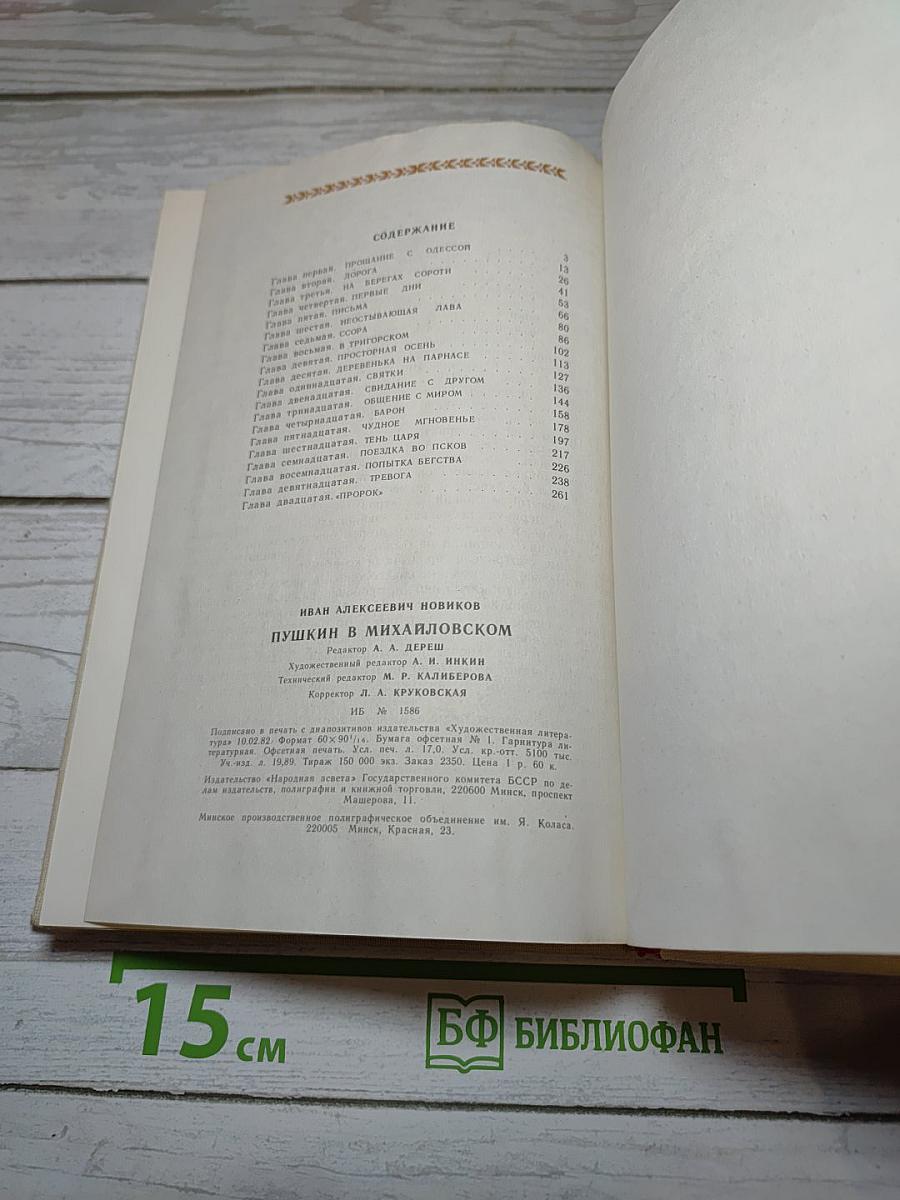 СОДЕРЖАНИЕ
Глава первая. ПРОЩАНИЕ С ОДЕССОЙ 3
Глава вторая. ДОРОГА 13
Глава третья. НА БЕРЕГАХ СОРОТИ 26
Глава четвертая. ПЕРВЫЕ ДНИ 41
Глава пятая. ПИСЬМА 53
Глава шестая. НЕОСТЫВАЮЩАЯ ЛАВА 66
Глава седьмая. ССОРА 80
Глава восьмая. В ТРИГОРСКОМ 86
Глава девятая. ПРОСТОРНАЯ ОСЕНЬ 102
Глава десятая. ДЕРЕВЕНЬКА НА ПАРНАСЕ 113
Глава одиннадцатая. СВЯТКИ 127
Глава двенадцатая. СВИДАНИЕ С ДРУГОМ 136
Глава тринадцатая. ОБЩЕНИЕ С МИРОМ 144
Глава четырнадцатая. БАРОН 158
Глава пятнадцатая. ЧУДНОЕ МГНОВЕНЬЕ 178
Глава шестнадцатая. ТЕНЬ ЦАРЯ 197
Глава семнадцатая. ПОЕЗДКА ВО ПСКОВ 217
Глава восемнадцатая. ПОПЫТКА БЕГСТВА 226
Глава девятнадцатая. ТРЕВОГА 238
Глава двадцатая. «ПРОРОК» 261
ИВАН АЛЕКСЕЕВИЧ НОВИКОВ
ПУШКИН В МИХАЙЛОВСКОМ
Редактор А. А. ДЕРЕШ
Художественный редактор А. И. ИНКИН
Технический редактор М. Р. КАЛИБЕРОВА
Корректор Л. А. КРУКОВСКАЯ
ИБ № 1586
Подписано в печать с диапозитивов издательства «Художественная литера-
тура» 10.02.82. Формат 60×90 1/16. Бумага офсетная № 1. Гарнитура ли-
тературная. Офсетная печать. Усл. печ. л. 17,0. Усл. кр.-отт. 5100 тыс.
Уч.-изд. л. 19,89. Тираж 150 000 экз. Заказ 2350. Цена 1 р. 60 к.
Издательство «Народная асвета» Государственного комитета БССР по де-
лам издательств, полиграфии и книжной торговли, 220600 Минск, проспект
Машерова, 11.
Минское производственное полиграфическое объединение им. Я. Коласа.
220005 Минск, Красная, 23.
15 см
БФ БИБЛИОФАН